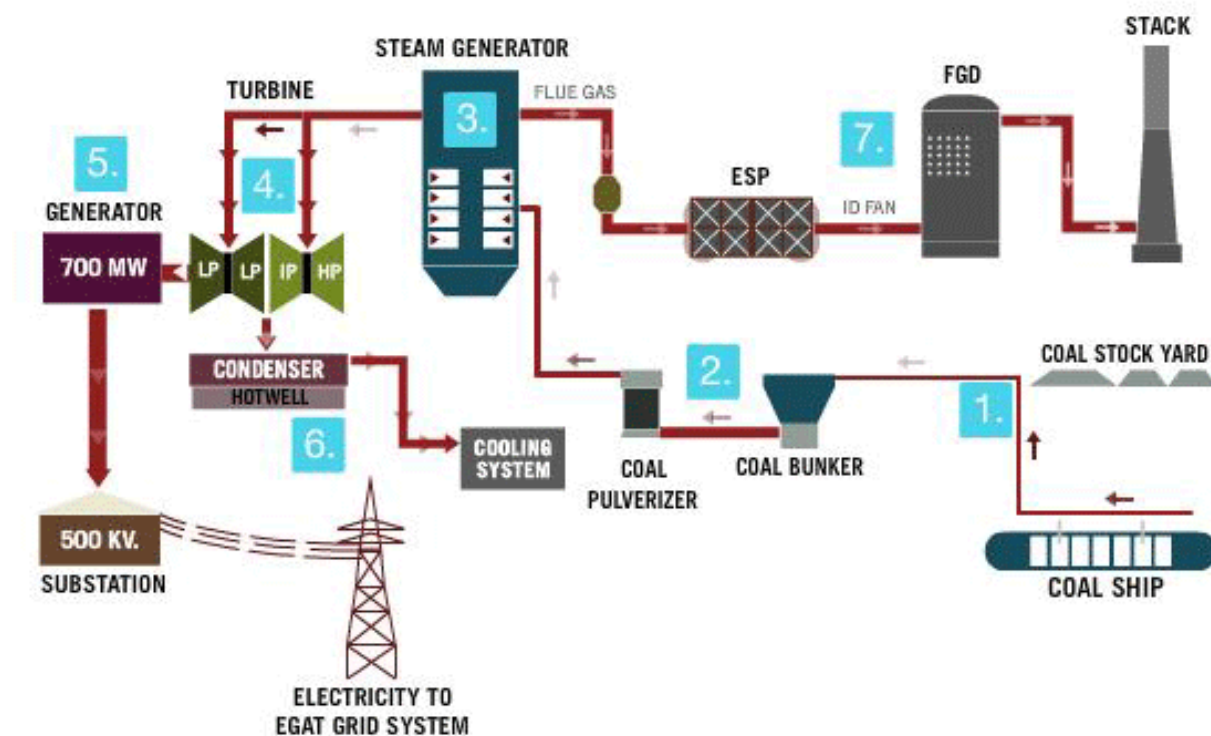 STACK
STEAM GENERATOR
FGD
TURBINE
FLUE GAS
3.
7.
5.
4.
ESP
GENERATOR
ID FAN
700 MW
LP
LP
IP
HP
COAL STOCK YARD
CONDENSER
HOTWELL
2.
1.
6.
COOLING
SYSTEM
COAL
PULVERIZER
COAL BUNKER
500 KV.
SUBSTATION
COAL SHIP
ELECTRICITY TO
EGAT GRID SYSTEM